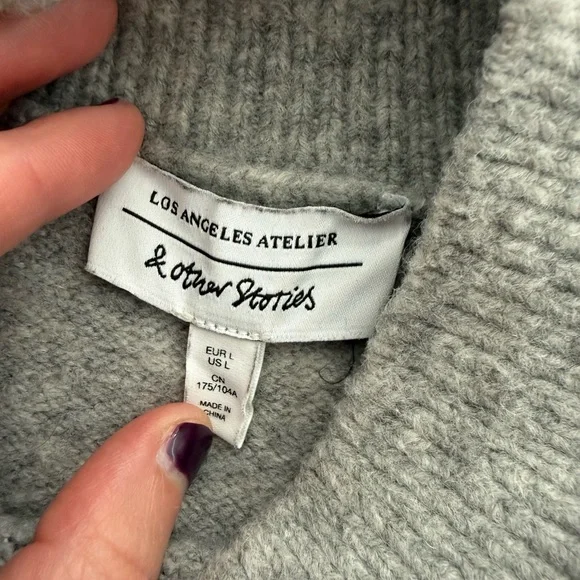 LOS ANGELES ATELIER
& other Stories
EUR L
US L
CN
175/104A
MADE IN
CHINA